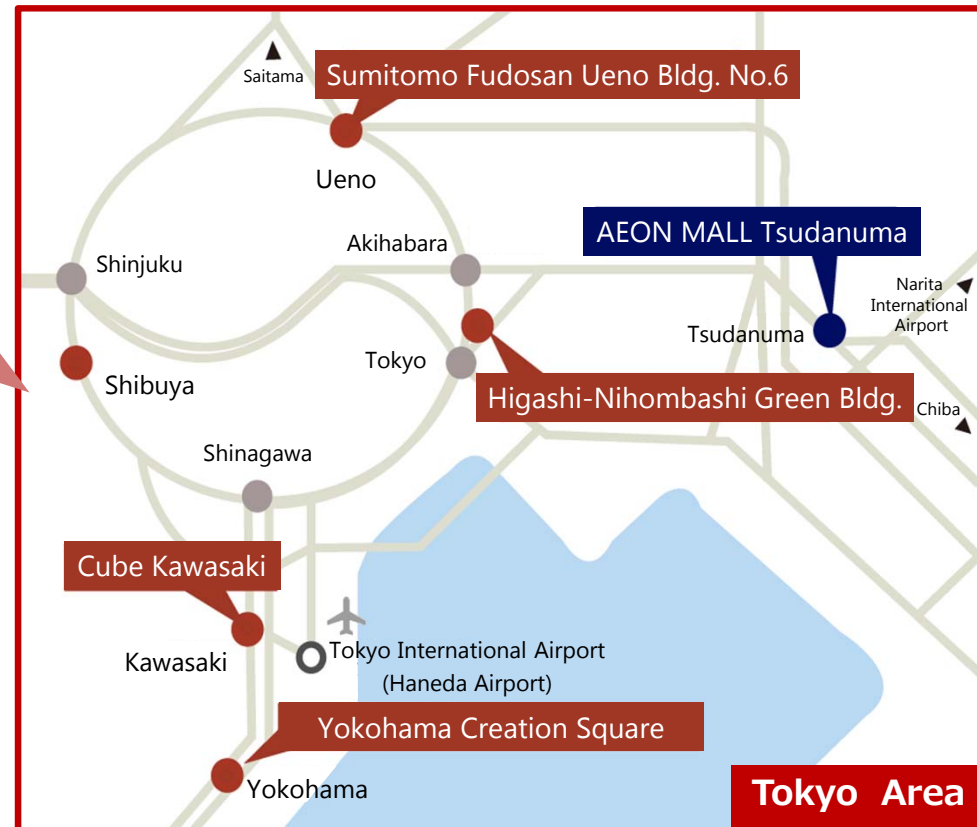 Saitama
Sumitomo Fudosan Ueno Bldg. No.6
Ueno
AEON MALL Tsudanuma
Akihabara
Shinjuku
Narita
International
Airport
Tsudanuma
Tokyo
Shibuya
Higashi-Nihombashi Green Bldg.
Chiba
Shinagawa
Cube Kawasaki
Kawasaki
Tokyo International Airport
(Haneda Airport)
Yokohama Creation Square
Yokohama
Tokyo Area